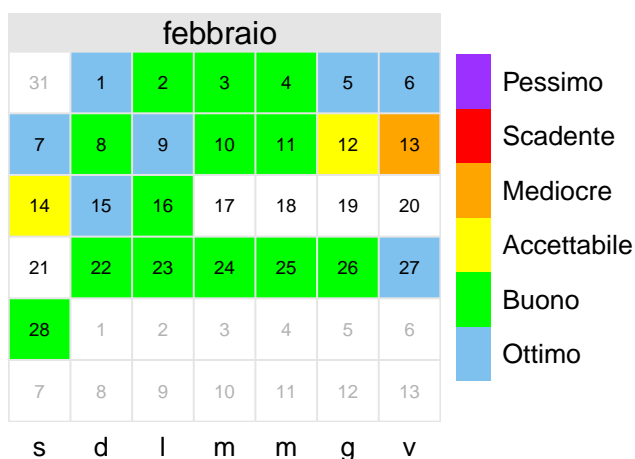 febbraio
31 1 2 3 4 5 6
7 8 9 10 11 12 13
14 15 16 17 18 19 20
21 22 23 24 25 26 27
28 1 2 3 4 5 6
7 8 9 10 11 12 13
s d l m m g v
Pessimo
Scadente
Mediocre
Accettabile
Buono
Ottimo